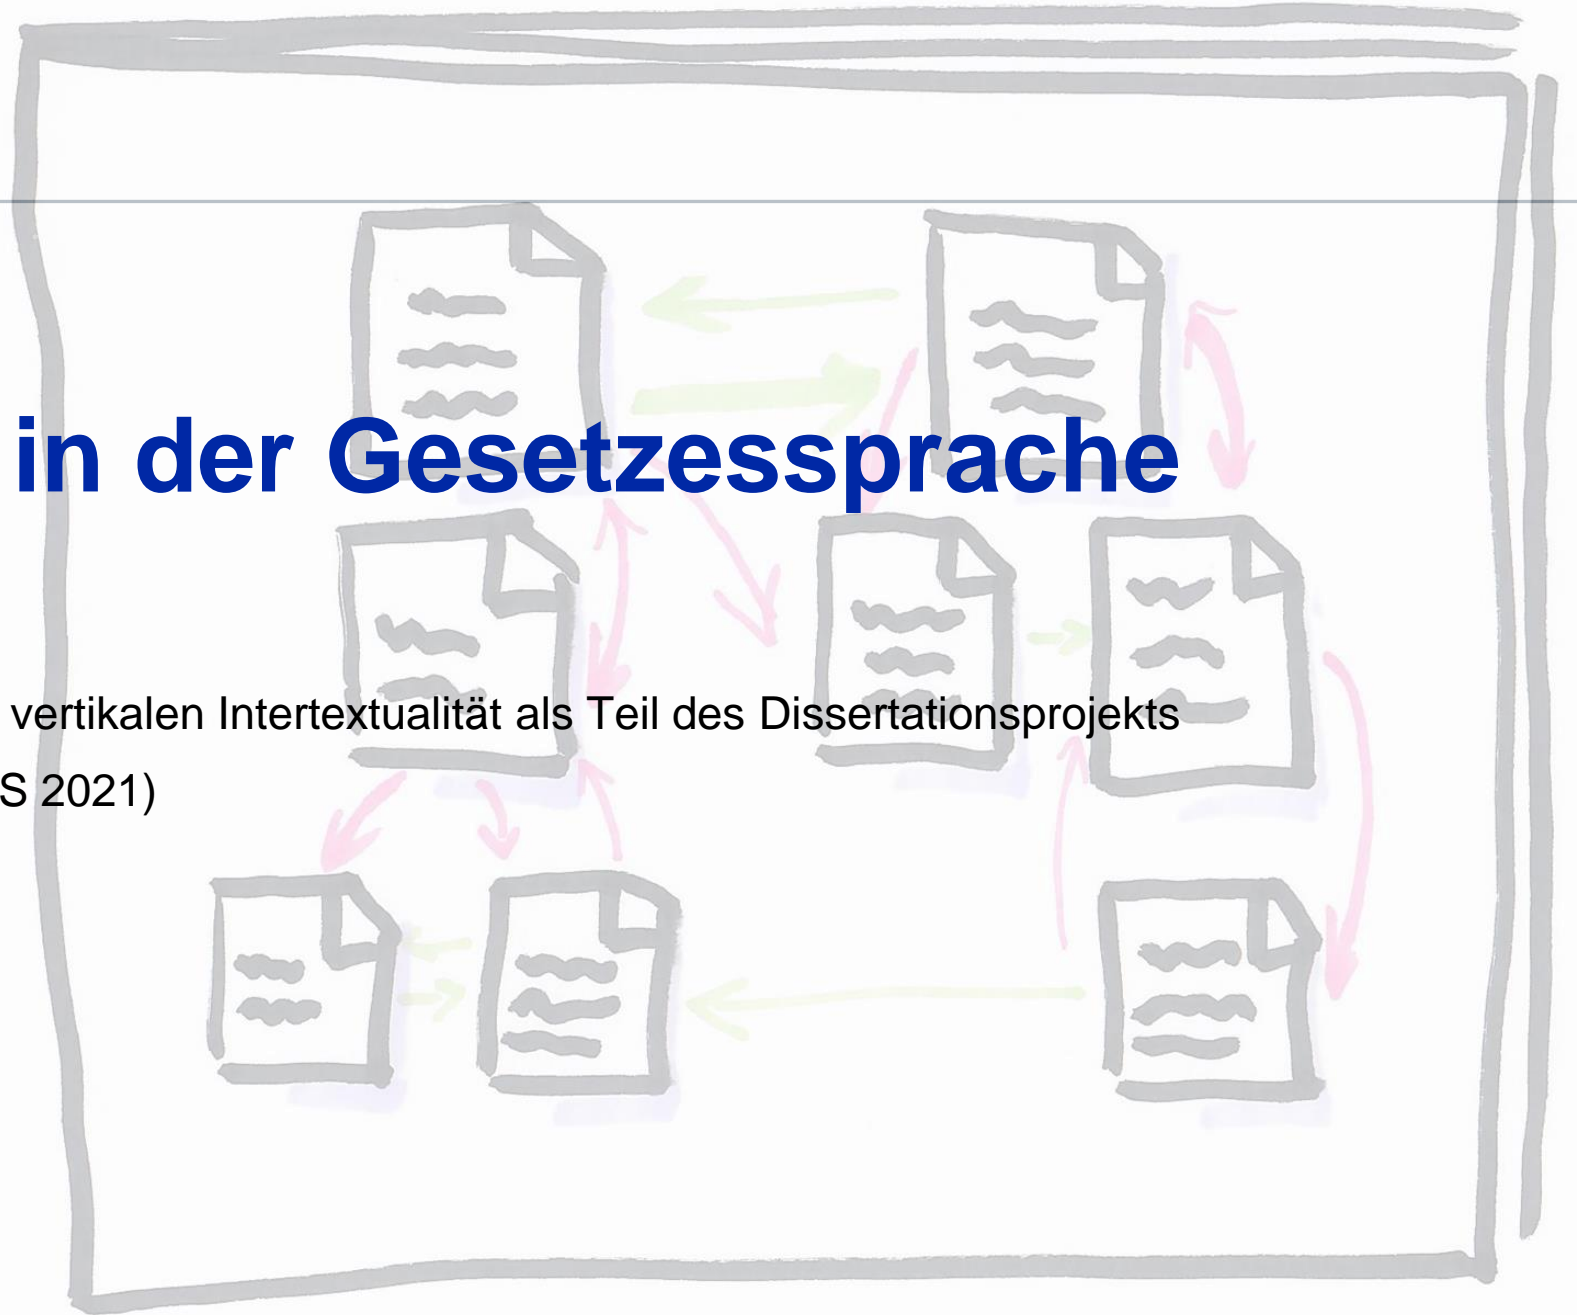 in der Gesetzessprache
vertikalen Intertextualität als Teil des Dissertationsprojekts
S 2021)